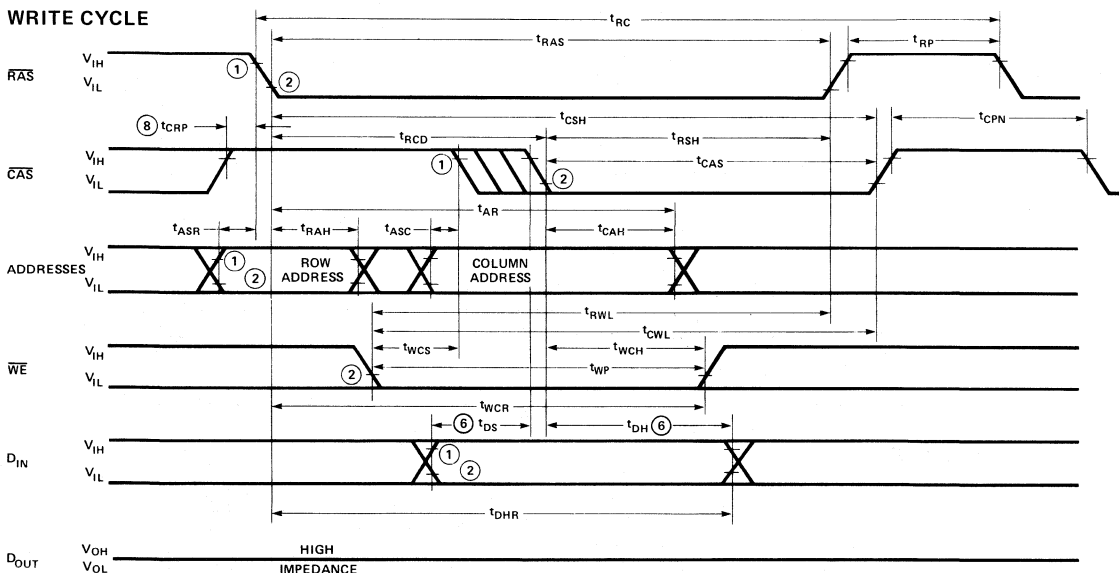 WRITE CYCLE
tRC
tRAS
tRP
RAS
VIH
VIL
①
②
tCSH
⑧ tCRP
tRCD
tRSH
tCPN
tCAS
CAS
VIH
VIL
①
②
tAR
tASR
tRAH
tASC
tCAH
ADDRESSES
VIH
VIL
①
②
ROW
ADDRESS
COLUMN
ADDRESS
tRWL
tCWL
tWCS
tWCH
tWP
WE
VIH
VIL
②
tWCR
⑥ tDS
tDH ⑥
DIN
VIH
VIL
①
②
tDHR
DOUT
VOH
VOL
HIGH
IMPEDANCE